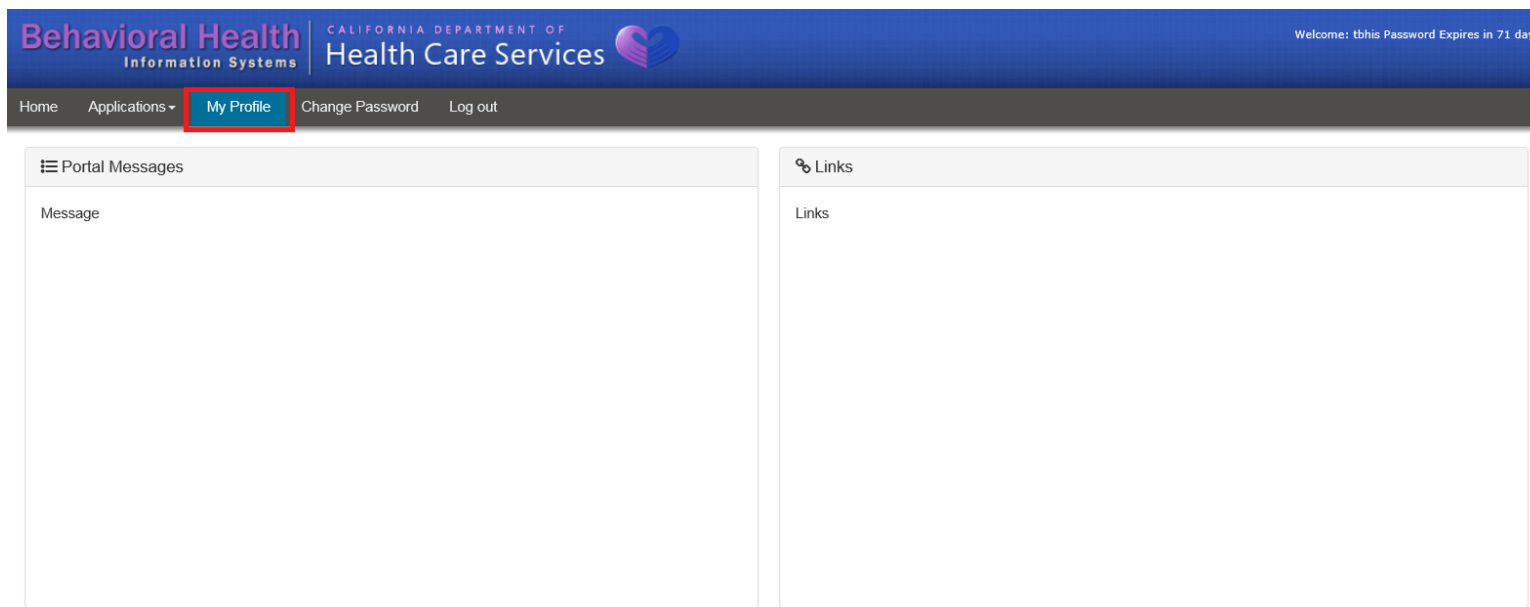 Behavioral Health
Information Systems
CALIFORNIA DEPARTMENT OF
Health Care Services
Welcome: tbhis Password Expires in 71 day
Home Applications My Profile Change Password Log out
Portal Messages
Message
Links
Links